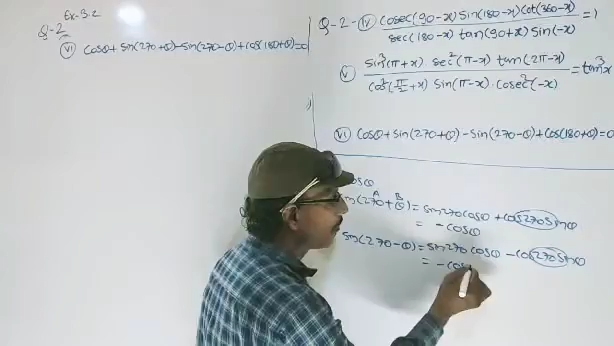 Ex-3.2
Q-2
(vi) cosθ + sin(270+θ) - sin(270-θ) + cos(180+θ) = 0
Q-2- (iv) cosec(90-x) sin(180-x) cot(360-x) / sec(180-x) tan(90+x) sin(-x) = 1
(v) sin³(π+x) sec²(π-x) tan(2π-x) / cos²(π/2+x) sin(π-x) · cosec²(-x) = tan³x
(vi) cosθ + sin(270+θ) - sin(270-θ) + cos(180+θ) = 0
cosθ
A B
sin(270+θ) = sin270 cosθ + cos270 sinθ
= -cosθ
sin(270-θ) = sin270 cosθ - cos270 sinθ
= -cos